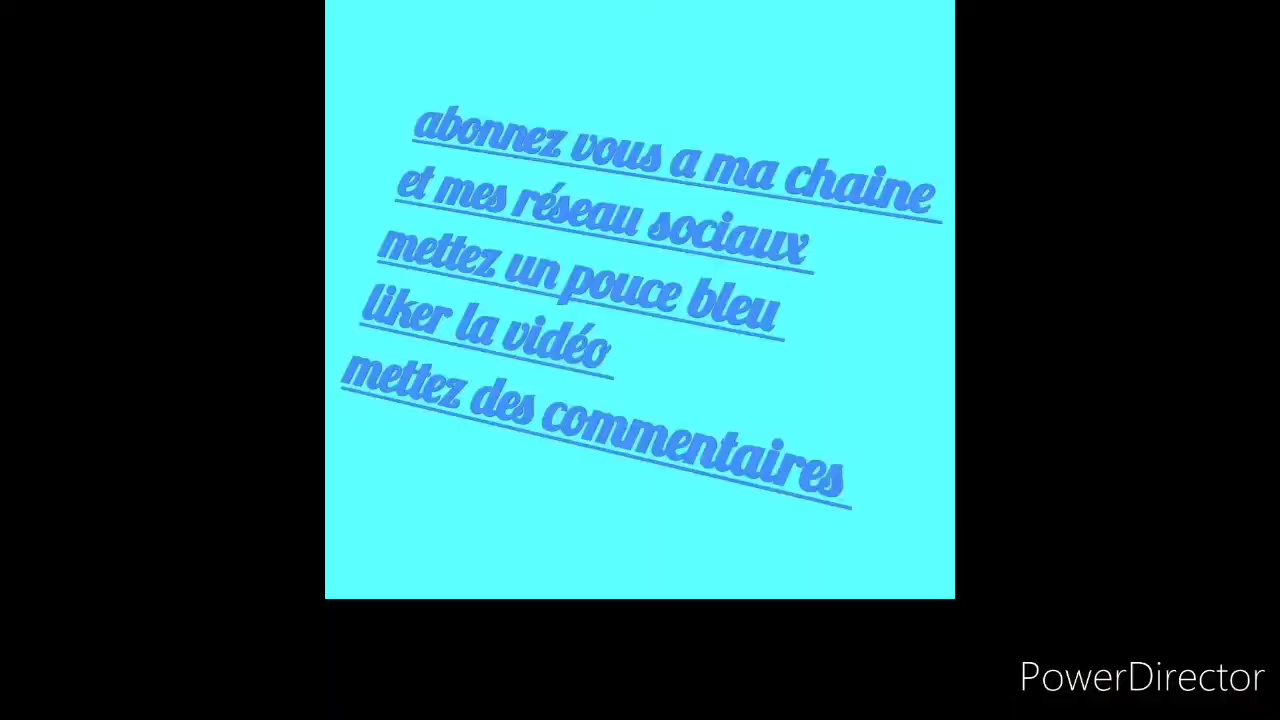 abonnez vous a ma chaine
et mes réseau sociaux
mettez un pouce bleu
liker la vidéo
mettez des commentaires
PowerDirector